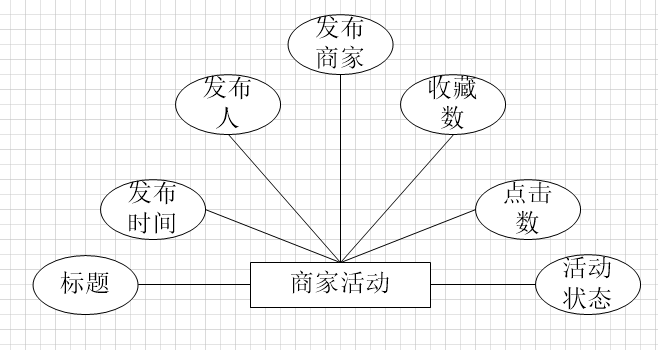 发布
商家
发布
人
收藏
数
发布
时间
点击
数
标题
商家活动
活动
状态